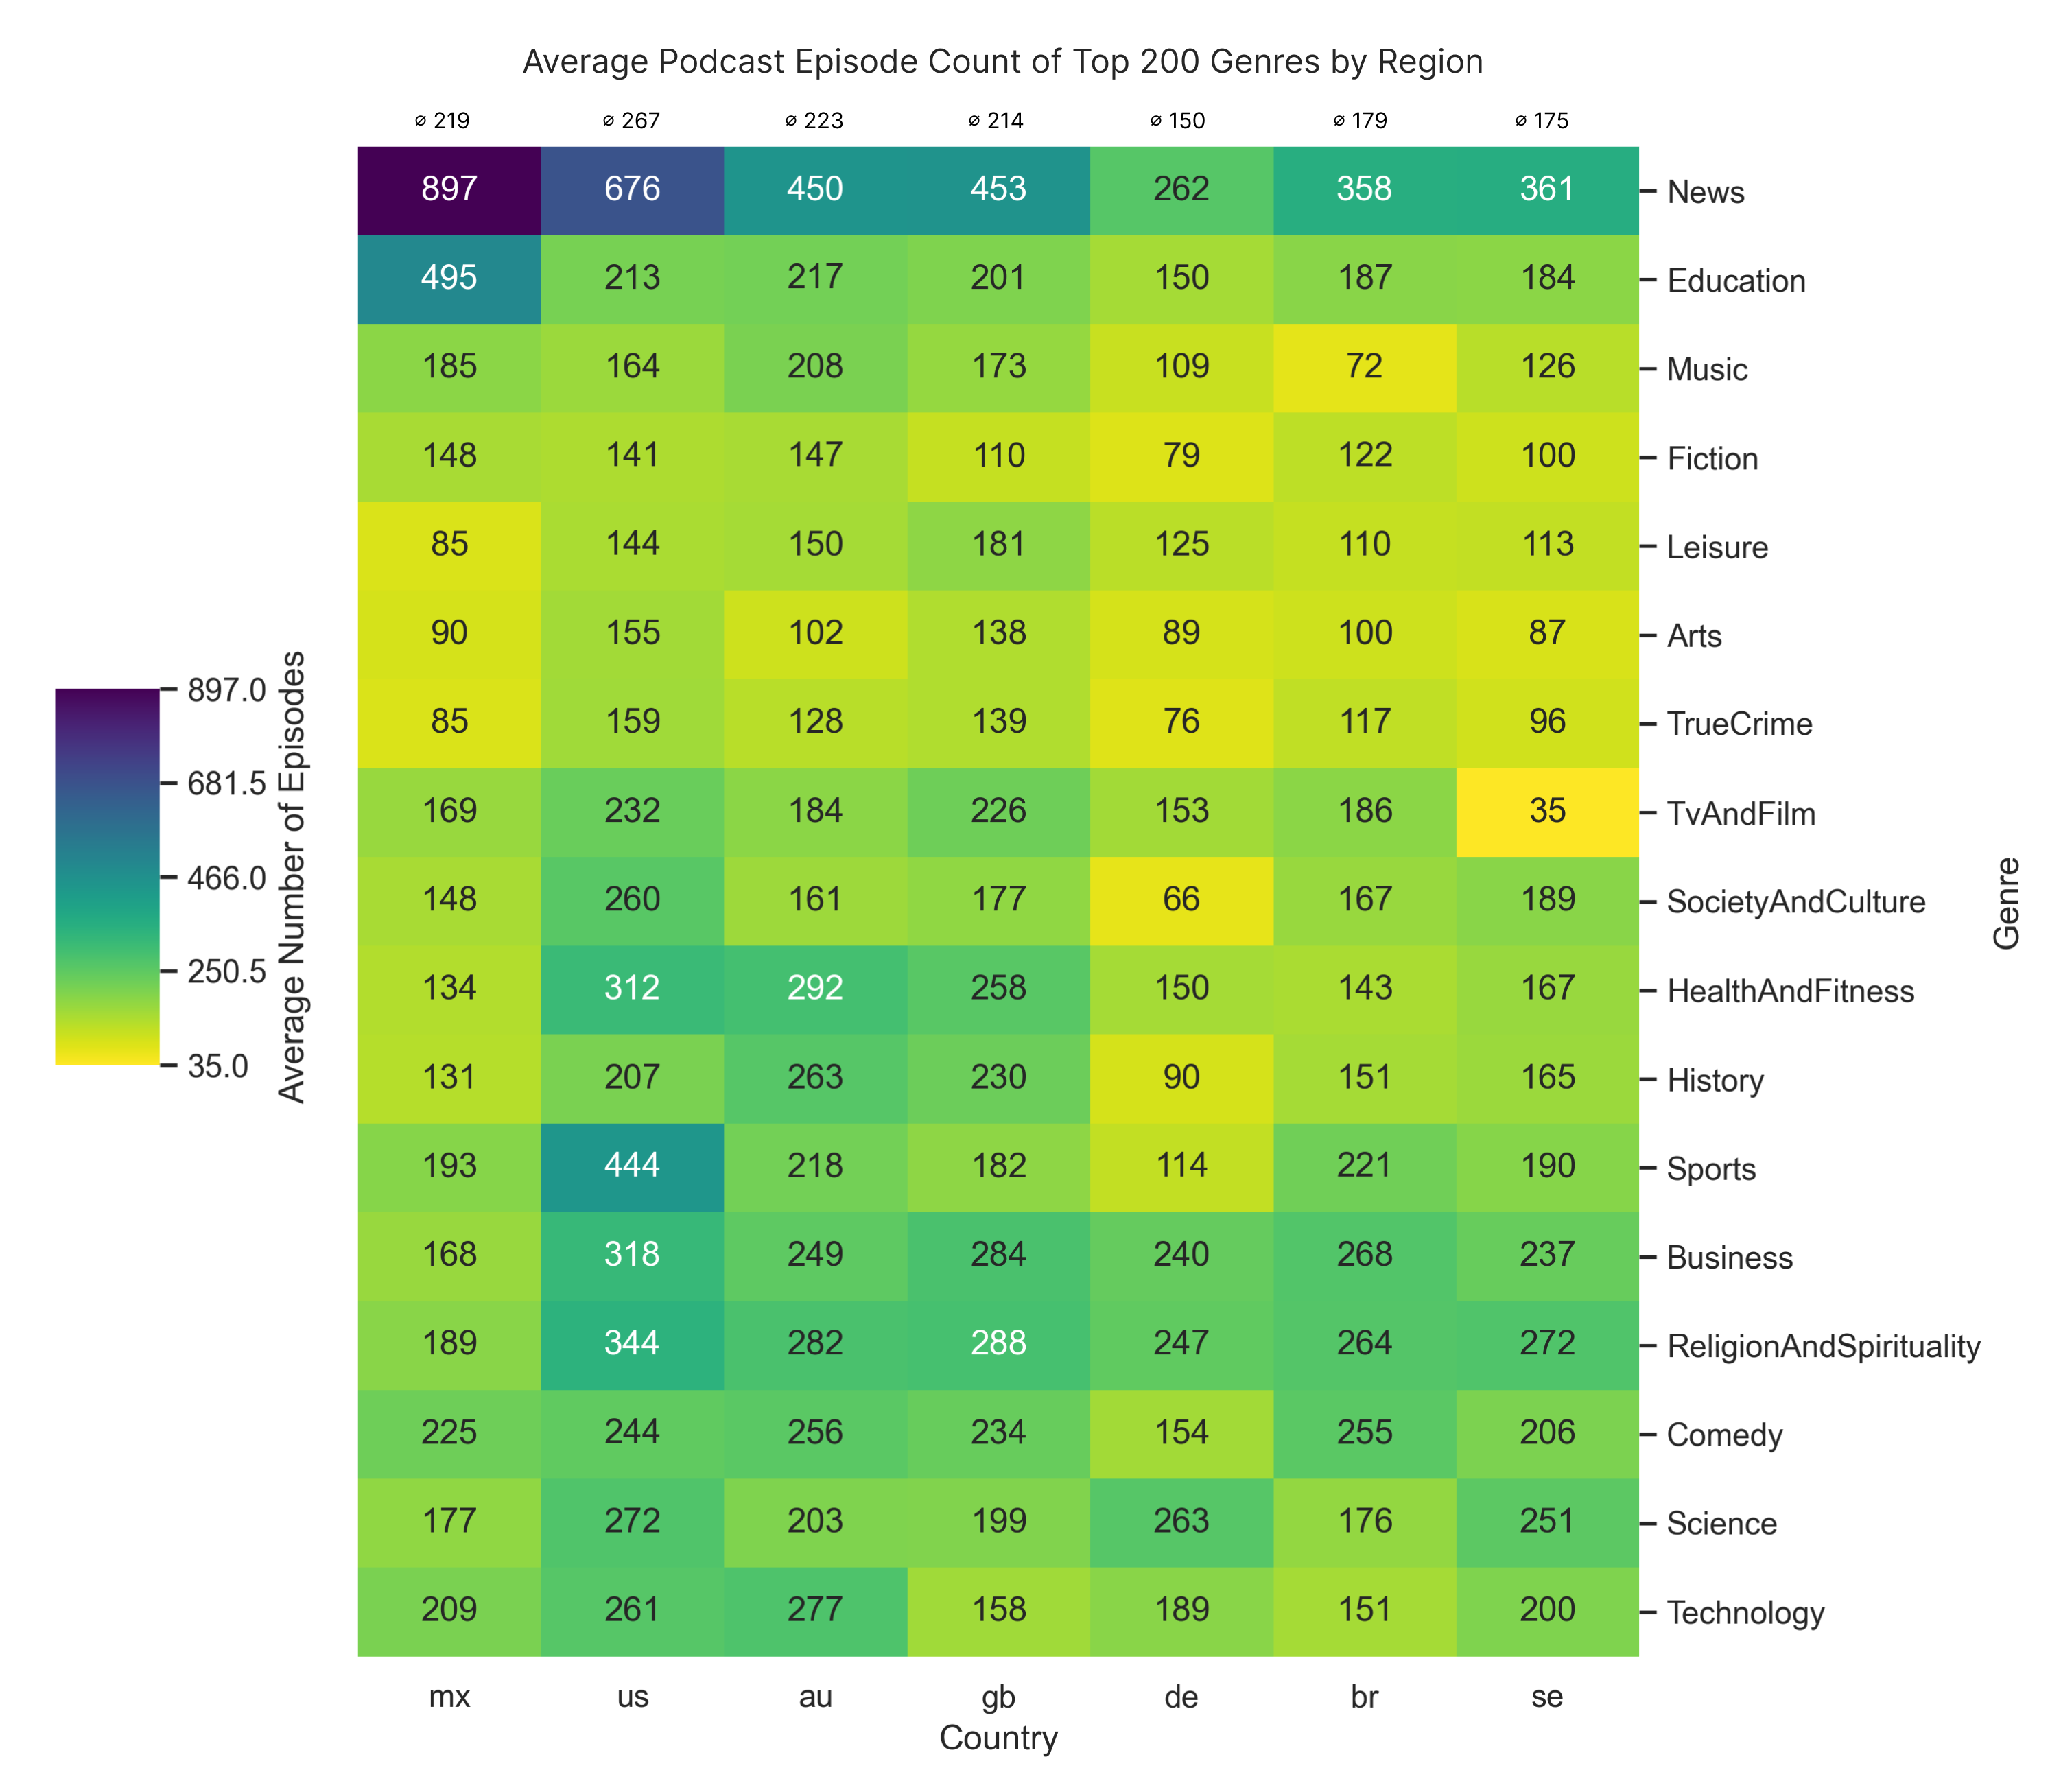 Average Podcast Episode Count of Top 200 Genres by Region
⌀ 219 ⌀ 267 ⌀ 223 ⌀ 214 ⌀ 150 ⌀ 179 ⌀ 175
897 676 450 453 262 358 361 News
495 213 217 201 150 187 184 Education
185 164 208 173 109 72 126 Music
148 141 147 110 79 122 100 Fiction
85 144 150 181 125 110 113 Leisure
90 155 102 138 89 100 87 Arts
85 159 128 139 76 117 96 TrueCrime
169 232 184 226 153 186 35 TvAndFilm
148 260 161 177 66 167 189 SocietyAndCulture
134 312 292 258 150 143 167 HealthAndFitness
131 207 263 230 90 151 165 History
193 444 218 182 114 221 190 Sports
168 318 249 284 240 268 237 Business
189 344 282 288 247 264 272 ReligionAndSpirituality
225 244 256 234 154 255 206 Comedy
177 272 203 199 263 176 251 Science
209 261 277 158 189 151 200 Technology
mx us au gb de br se
Country
Genre
897.0
681.5
466.0
250.5
35.0
Average Number of Episodes